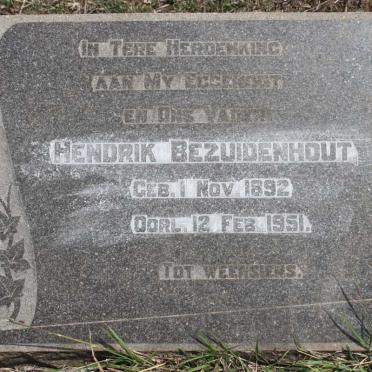 In Tere Herdenking
aan My Eggenoot
en Ons Vader
Hendrik Bezuidenhout
Geb. 1 Nov 1892
Oorl. 12 Feb 1951.
Tot weersiens.